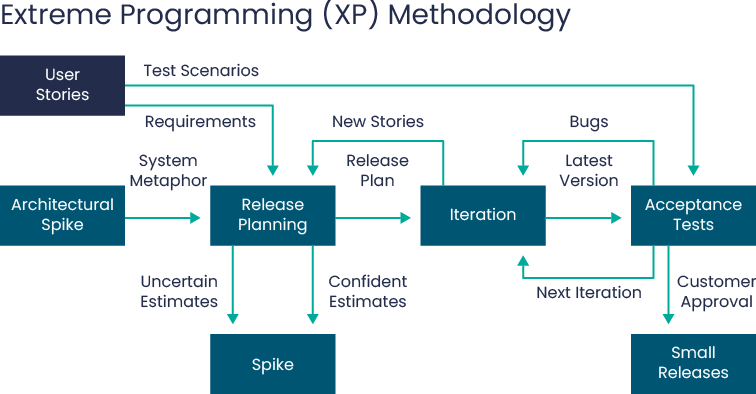 Extreme Programming (XP) Methodology
User
Stories
Test Scenarios
Requirements
New Stories
Bugs
System
Metaphor
Release
Plan
Latest
Version
Architectural
Spike
Release
Planning
Iteration
Acceptance
Tests
Uncertain
Estimates
Confident
Estimates
Next Iteration
Customer
Approval
Spike
Small
Releases